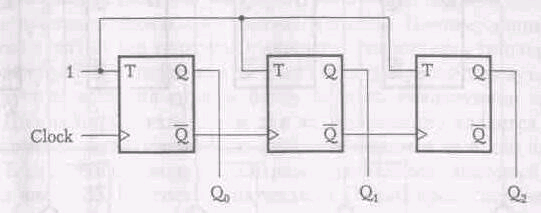 1 T Q T Q T Q
Clock Q̅ Q̅ Q̅
Q₀ Q₁ Q₂